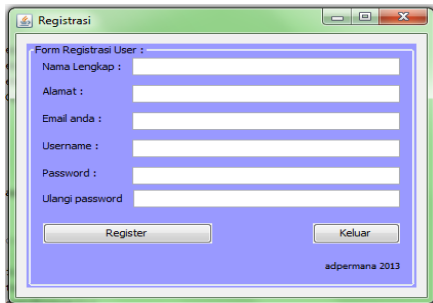 Registrasi
Form Registrasi User :
Nama Lengkap :
Alamat :
Email anda :
Username :
Password :
Ulangi password
Register Keluar
adpermana 2013